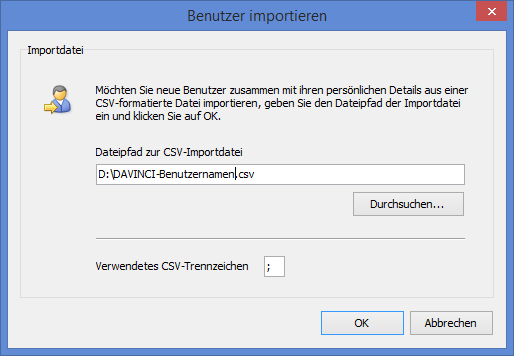 Benutzer importieren
Importdatei
Möchten Sie neue Benutzer zusammen mit ihren persönlichen Details aus einer
CSV-formatierte Datei importieren, geben Sie den Dateipfad der Importdatei
ein und klicken Sie auf OK.
Dateipfad zur CSV-Importdatei
D:\DAVINCI-Benutzernamen.csv
Durchsuchen...
Verwendetes CSV-Trennzeichen ;
OK Abbrechen